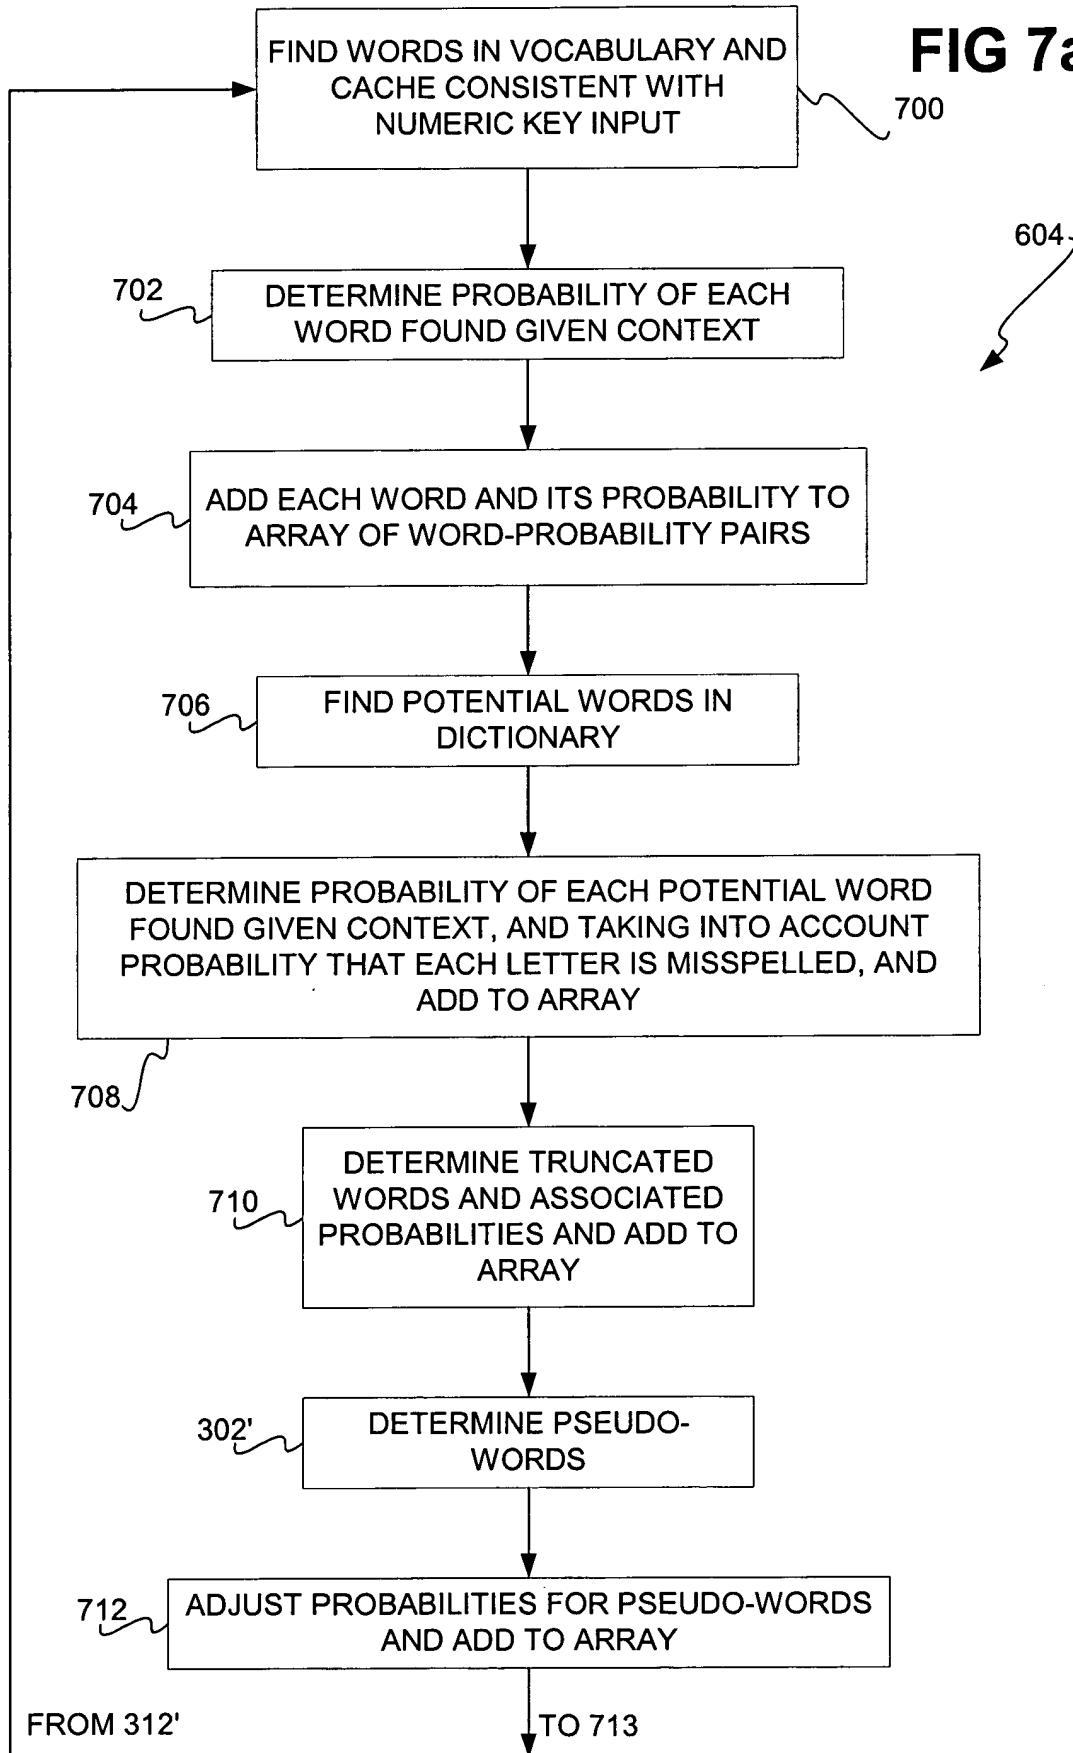 FIG 7a
FIND WORDS IN VOCABULARY AND
CACHE CONSISTENT WITH
NUMERIC KEY INPUT
700
604
702
DETERMINE PROBABILITY OF EACH
WORD FOUND GIVEN CONTEXT
704
ADD EACH WORD AND ITS PROBABILITY TO
ARRAY OF WORD-PROBABILITY PAIRS
706
FIND POTENTIAL WORDS IN
DICTIONARY
DETERMINE PROBABILITY OF EACH POTENTIAL WORD
FOUND GIVEN CONTEXT, AND TAKING INTO ACCOUNT
PROBABILITY THAT EACH LETTER IS MISSPELLED, AND
ADD TO ARRAY
708
710
DETERMINE TRUNCATED
WORDS AND ASSOCIATED
PROBABILITIES AND ADD TO
ARRAY
302'
DETERMINE PSEUDO-
WORDS
712
ADJUST PROBABILITIES FOR PSEUDO-WORDS
AND ADD TO ARRAY
FROM 312'
TO 713